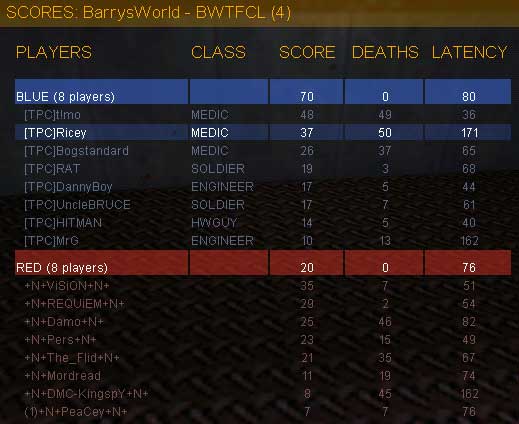 SCORES: BarrysWorld - BWTFCL (4)
PLAYERS CLASS SCORE DEATHS LATENCY
BLUE (8 players) 70 0 80
[TPC]t!mo MEDIC 48 49 36
[TPC]Ricey MEDIC 37 50 171
[TPC]Bogstandard MEDIC 26 37 65
[TPC]RAT SOLDIER 19 3 68
[TPC]DannyBoy ENGINEER 17 5 44
[TPC]UncleBRUCE SOLDIER 17 7 61
[TPC]HITMAN HWGUY 14 5 40
[TPC]MrG ENGINEER 10 13 162
RED (8 players) 20 0 76
+N+ViSiON+N+ 35 7 51
+N+REQUiEM+N+ 29 2 54
+N+Damo+N+ 25 46 82
+N+Pers+N+ 23 15 49
+N+The_Flid+N+ 21 35 67
+N+Mordread 11 19 74
+N+DMC-KingspY+N+ 8 45 162
(1)+N+PeaCey+N+ 7 7 76